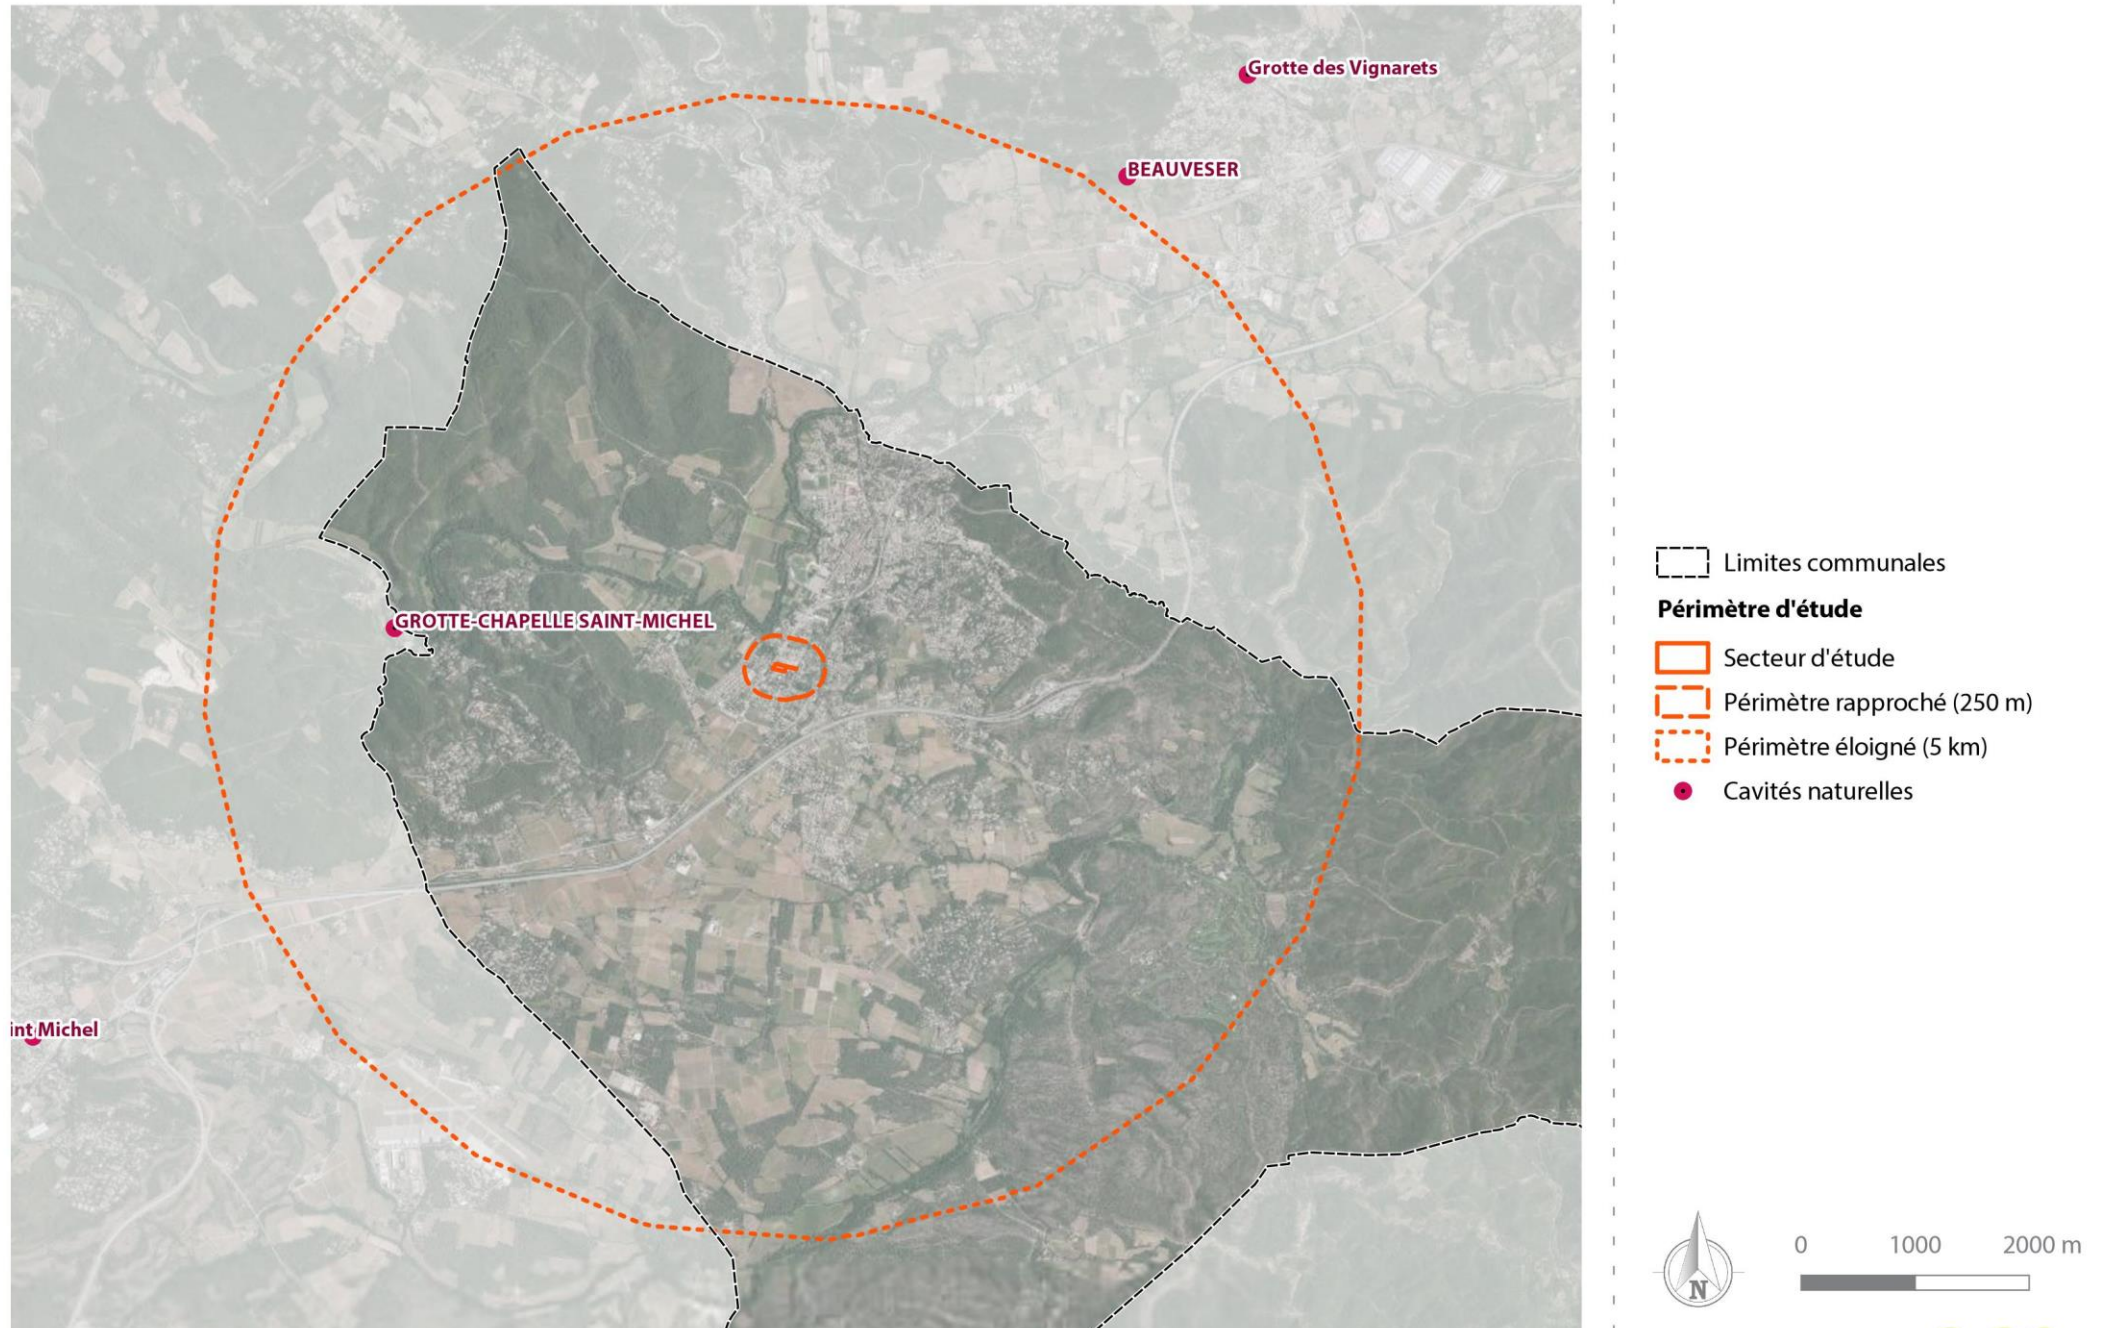 Grotte des Vignarets
BEAUVESER
GROTTE-CHAPELLE SAINT-MICHEL
int Michel
Limites communales
Périmètre d'étude
Secteur d'étude
Périmètre rapproché (250 m)
Périmètre éloigné (5 km)
Cavités naturelles
0 1000 2000 m
N